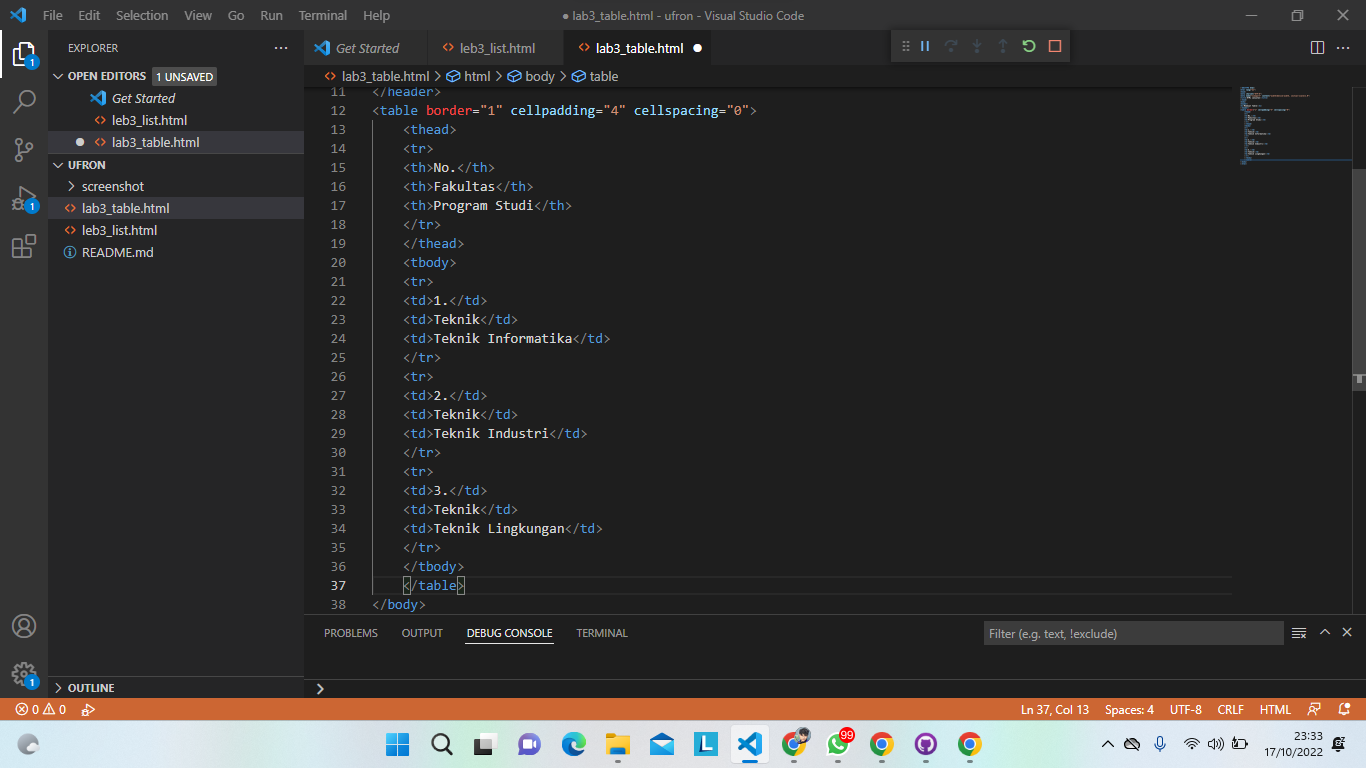 File Edit Selection View Go Run Terminal Help ● lab3_table.html - ufron - Visual Studio Code
EXPLORER
OPEN EDITORS 1 UNSAVED
Get Started
leb3_list.html
lab3_table.html
UFRON
screenshot
lab3_table.html
leb3_list.html
README.md
OUTLINE
Get Started leb3_list.html lab3_table.html
lab3_table.html > html > body > table
11 </header>
12 <table border="1" cellpadding="4" cellspacing="0">
13 <thead>
14 <tr>
15 <th>No.</th>
16 <th>Fakultas</th>
17 <th>Program Studi</th>
18 </tr>
19 </thead>
20 <tbody>
21 <tr>
22 <td>1.</td>
23 <td>Teknik</td>
24 <td>Teknik Informatika</td>
25 </tr>
26 <tr>
27 <td>2.</td>
28 <td>Teknik</td>
29 <td>Teknik Industri</td>
30 </tr>
31 <tr>
32 <td>3.</td>
33 <td>Teknik</td>
34 <td>Teknik Lingkungan</td>
35 </tr>
36 </tbody>
37 </table>
38 </body>
PROBLEMS OUTPUT DEBUG CONSOLE TERMINAL Filter (e.g. text, !exclude)
1
1
1
0 0 Ln 37, Col 13 Spaces: 4 UTF-8 CRLF HTML
L 99 23:33
17/10/2022